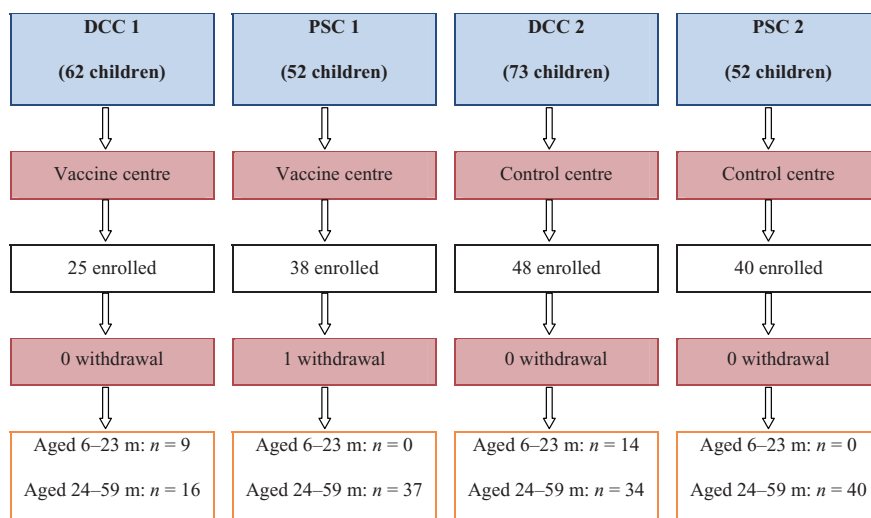 DCC 1
(62 children)
PSC 1
(52 children)
DCC 2
(73 children)
PSC 2
(52 children)
Vaccine centre
Vaccine centre
Control centre
Control centre
25 enrolled
38 enrolled
48 enrolled
40 enrolled
0 withdrawal
1 withdrawal
0 withdrawal
0 withdrawal
Aged 6–23 m: n = 9
Aged 24–59 m: n = 16
Aged 6–23 m: n = 0
Aged 24–59 m: n = 37
Aged 6–23 m: n = 14
Aged 24–59 m: n = 34
Aged 6–23 m: n = 0
Aged 24–59 m: n = 40